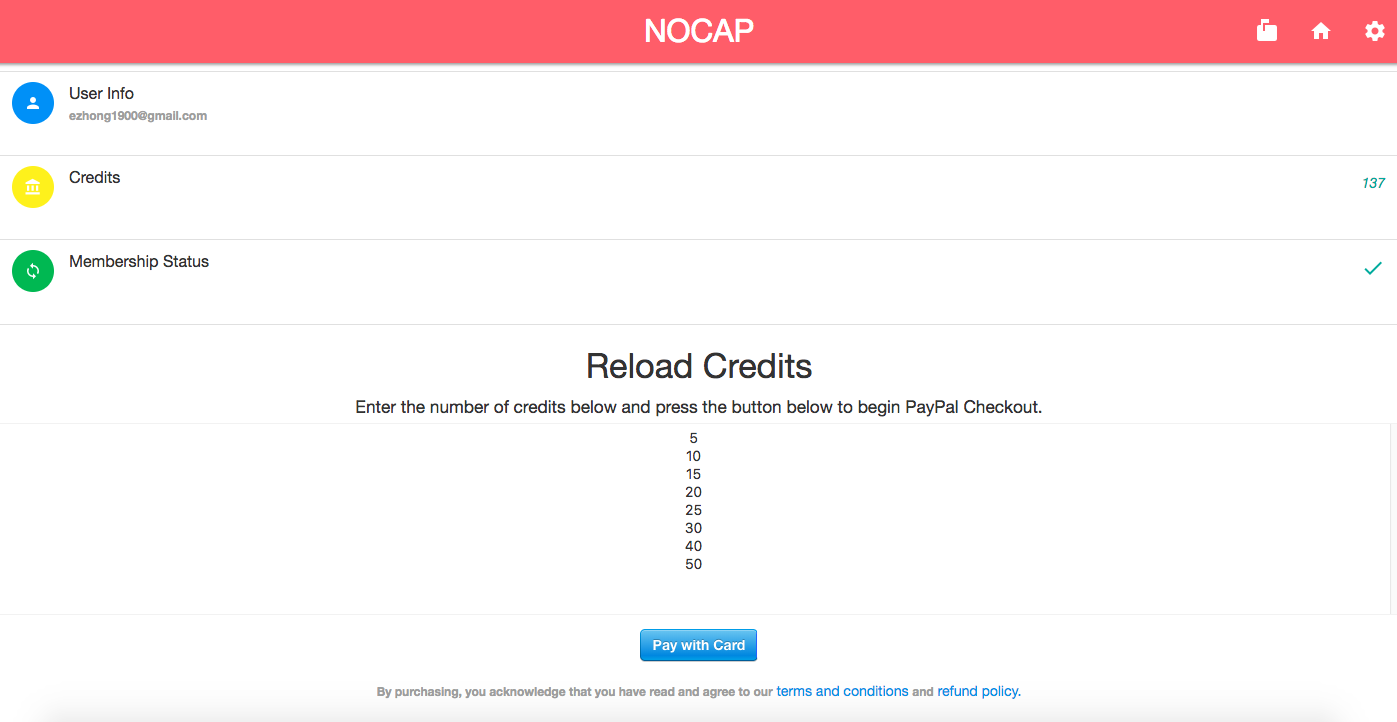 NOCAP
User Info
ezhong1900@gmail.com
Credits
137
Membership Status
Reload Credits
Enter the number of credits below and press the button below to begin PayPal Checkout.
5
10
15
20
25
30
40
50
Pay with Card
By purchasing, you acknowledge that you have read and agree to our terms and conditions and refund policy.